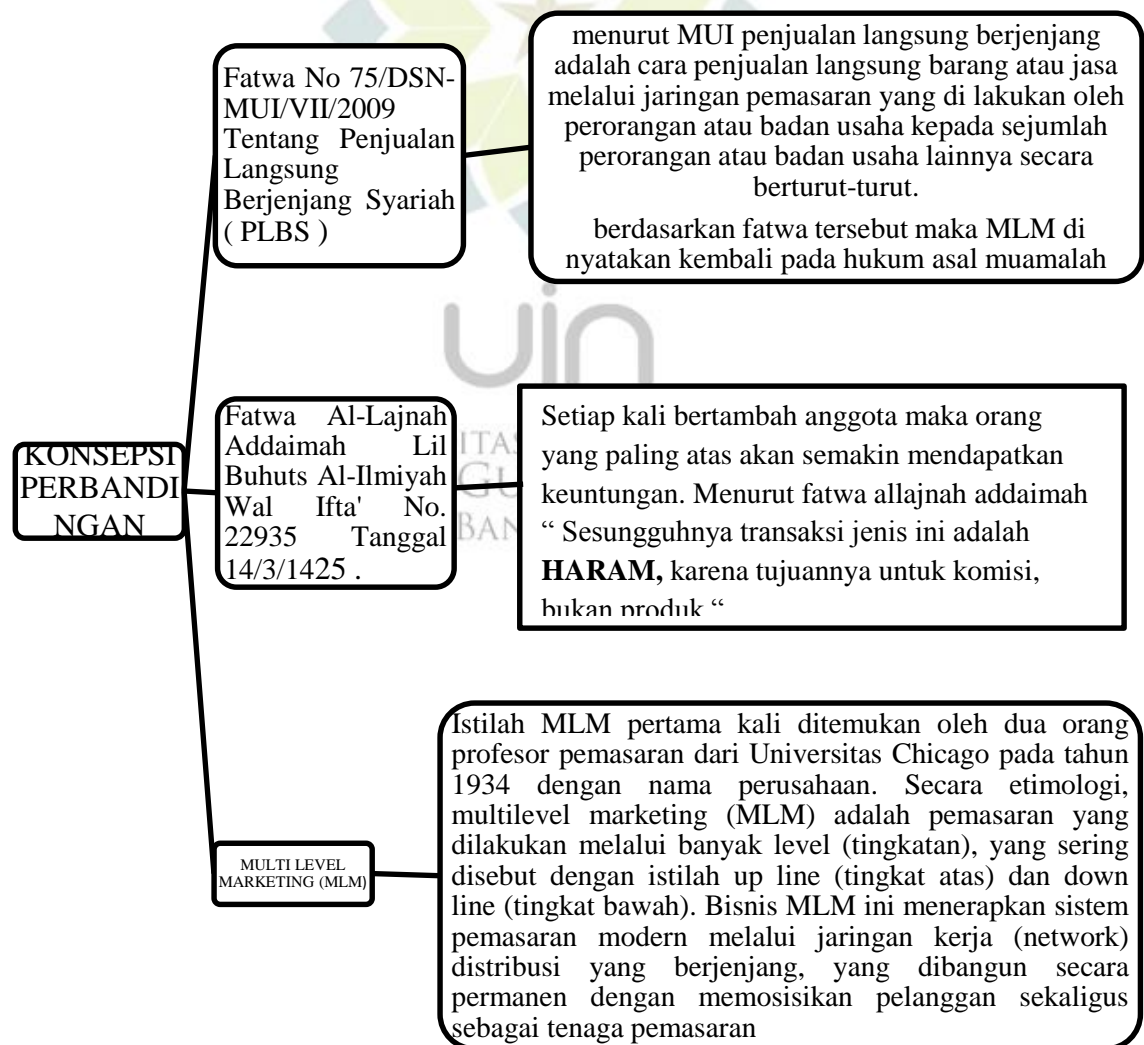 Fatwa No 75/DSN-
MUI/VII/2009
Tentang Penjualan
Langsung
Berjenjang Syariah
( PLBS )
menurut MUI penjualan langsung berjenjang
adalah cara penjualan langsung barang atau jasa
melalui jaringan pemasaran yang di lakukan oleh
perorangan atau badan usaha kepada sejumlah
perorangan atau badan usaha lainnya secara
berturut-turut.
berdasarkan fatwa tersebut maka MLM di
nyatakan kembali pada hukum asal muamalah
uin
KONSEPSI
PERBANDI
NGAN
Fatwa Al-Lajnah
Addaimah Lil
Buhuts Al-Ilmiyah
Wal Ifta' No.
22935 Tanggal
14/3/1425 .
ITAS
GU
BAN
Setiap kali bertambah anggota maka orang
yang paling atas akan semakin mendapatkan
keuntungan. Menurut fatwa allajnah addaimah
“ Sesungguhnya transaksi jenis ini adalah
HARAM, karena tujuannya untuk komisi,
bukan produk “
MULTI LEVEL
MARKETING (MLM)
Istilah MLM pertama kali ditemukan oleh dua orang
profesor pemasaran dari Universitas Chicago pada tahun
1934 dengan nama perusahaan. Secara etimologi,
multilevel marketing (MLM) adalah pemasaran yang
dilakukan melalui banyak level (tingkatan), yang sering
disebut dengan istilah up line (tingkat atas) dan down
line (tingkat bawah). Bisnis MLM ini menerapkan sistem
pemasaran modern melalui jaringan kerja (network)
distribusi yang berjenjang, yang dibangun secara
permanen dengan memosisikan pelanggan sekaligus
sebagai tenaga pemasaran